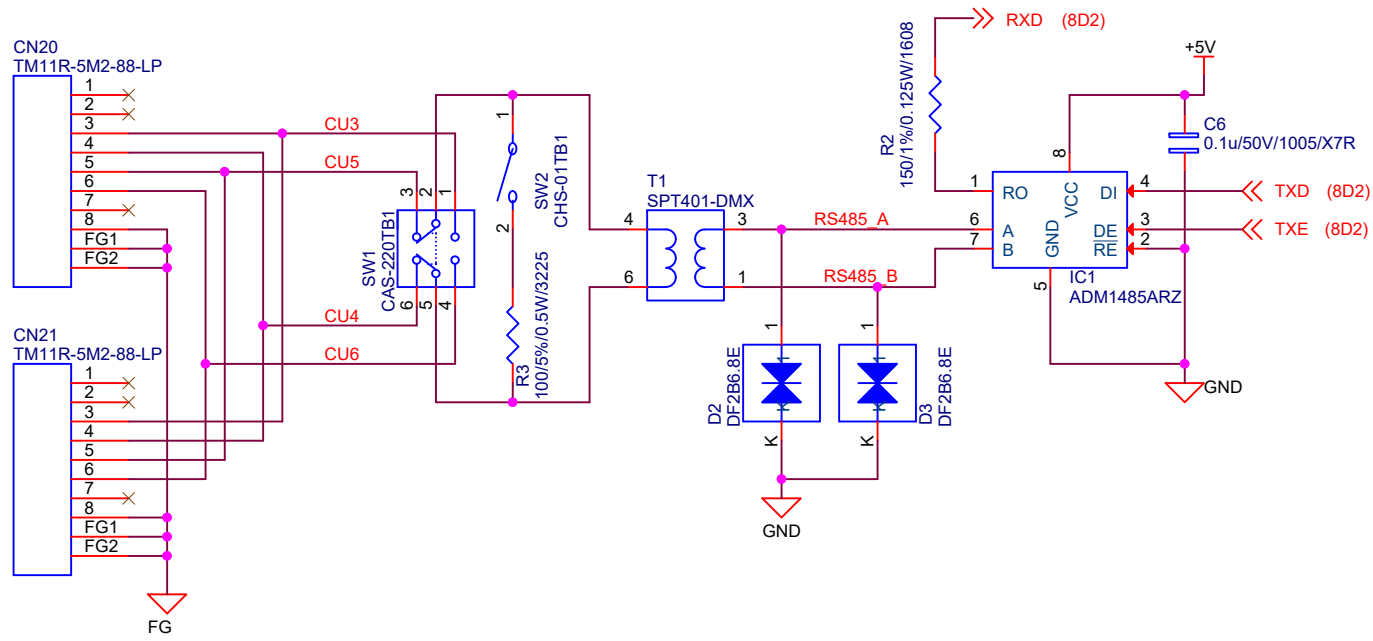 CN20
TM11R-5M2-88-LP
1
2
3
4
5
6
7
8
FG1
FG2
CN21
TM11R-5M2-88-LP
1
2
3
4
5
6
7
8
FG1
FG2
FG
CU3
CU5
CU4
CU6
3
2
1
SW1
CAS-220TB1
6
5
4
1
SW2
CHS-01TB1
2
R3
100/5%/0.5W/3225
T1
SPT401-DMX
4
6
3
1
RS485_A
RS485_B
1
D2
DF2B6.8E
K
1
D3
DF2B6.8E
K
GND
RXD (8D2)
R2
150/1%/0.125W/1608
+5V
C6
0.1u/50V/1005/X7R
8
VCC
1
RO
DI
4
TXD (8D2)
6
A
DE
3
TXE (8D2)
7
B
RE
2
GND
5
IC1
ADM1485ARZ
GND